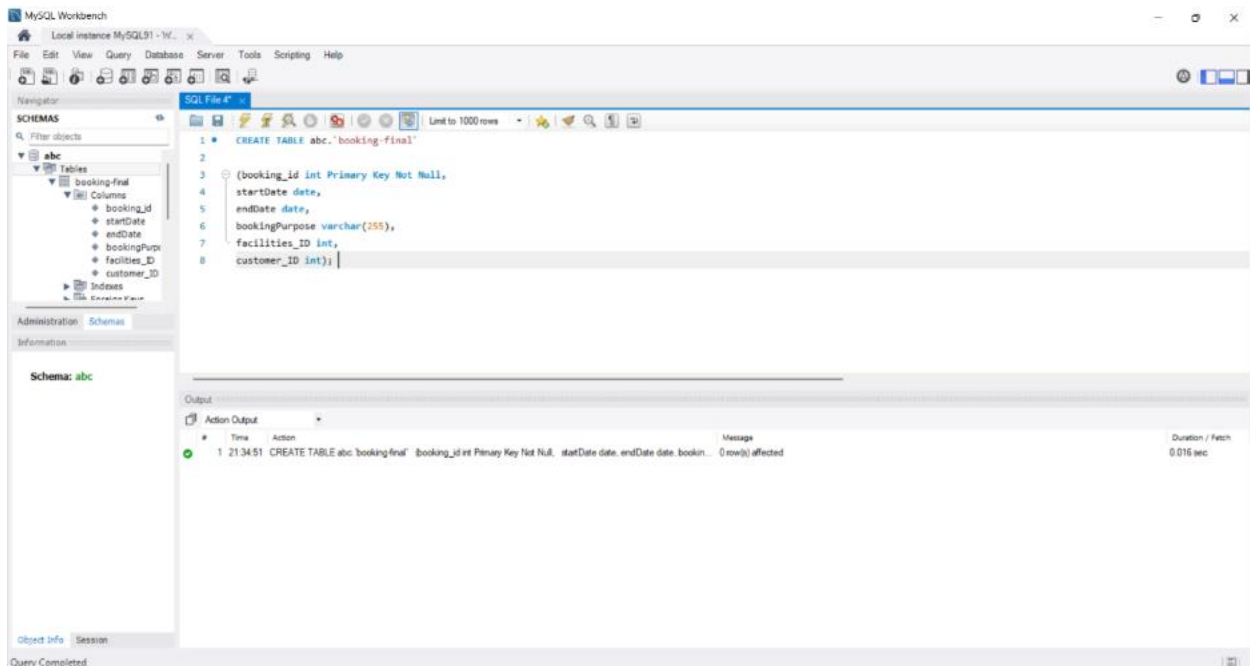 MySQL Workbench
Local instance MySQL91 - W...
File Edit View Query Database Server Tools Scripting Help
Navigator
SCHEMAS
Filter objects
abc
Tables
booking-final
Columns
booking_id
startDate
endDate
bookingPurpc
facilities_ID
customer_ID
Indexes
Foreign Keys
Administration Schemas
Information
Schema: abc
Object Info Session
Query Completed
SQL File 4*
Limit to 1000 rows
1 CREATE TABLE abc.`booking-final`
2
3 (booking_id int Primary Key Not Null,
4 startDate date,
5 endDate date,
6 bookingPurpose varchar(255),
7 facilities_ID int,
8 customer_ID int);
Output
Action Output
# Time Action Message Duration / Fetch
1 21:34:51 CREATE TABLE abc.`booking-final` (booking_id int Primary Key Not Null, startDate date, endDate date, bookin... 0 row(s) affected 0.016 sec